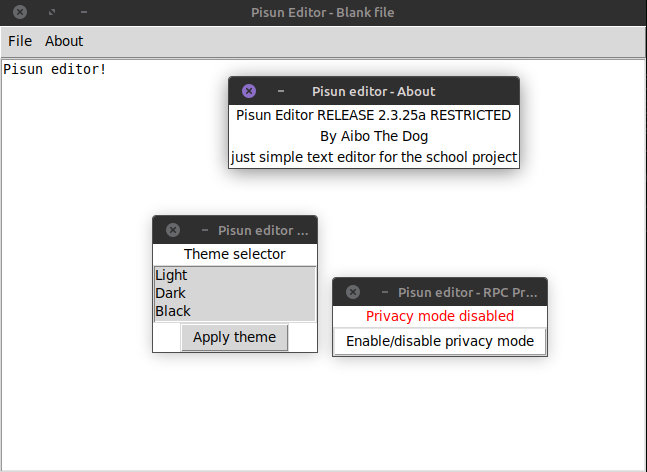 Pisun Editor - Blank file
File About
Pisun editor!
Pisun editor - About
Pisun Editor RELEASE 2.3.25a RESTRICTED
By Aibo The Dog
just simple text editor for the school project
Pisun editor ...
Theme selector
Light
Dark
Black
Apply theme
Pisun editor - RPC Pr...
Privacy mode disabled
Enable/disable privacy mode